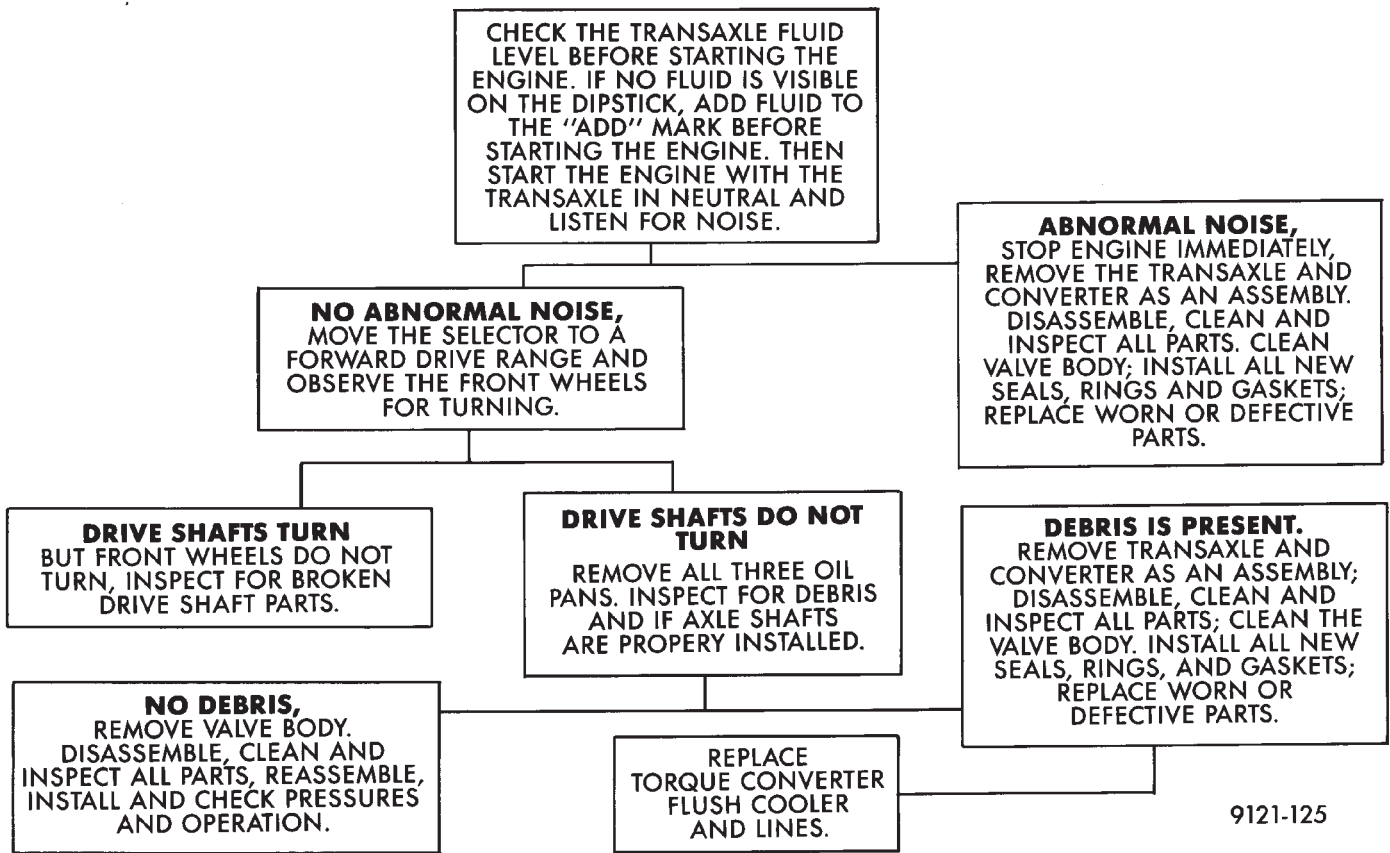 CHECK THE TRANSAXLE FLUID
LEVEL BEFORE STARTING THE
ENGINE. IF NO FLUID IS VISIBLE
ON THE DIPSTICK, ADD FLUID TO
THE "ADD" MARK BEFORE
STARTING THE ENGINE. THEN
START THE ENGINE WITH THE
TRANSAXLE IN NEUTRAL AND
LISTEN FOR NOISE.
ABNORMAL NOISE,
STOP ENGINE IMMEDIATELY,
REMOVE THE TRANSAXLE AND
CONVERTER AS AN ASSEMBLY.
DISASSEMBLE, CLEAN AND
INSPECT ALL PARTS. CLEAN
VALVE BODY; INSTALL ALL NEW
SEALS, RINGS AND GASKETS;
REPLACE WORN OR DEFECTIVE
PARTS.
NO ABNORMAL NOISE,
MOVE THE SELECTOR TO A
FORWARD DRIVE RANGE AND
OBSERVE THE FRONT WHEELS
FOR TURNING.
DRIVE SHAFTS TURN
BUT FRONT WHEELS DO NOT
TURN, INSPECT FOR BROKEN
DRIVE SHAFT PARTS.
DRIVE SHAFTS DO NOT
TURN
REMOVE ALL THREE OIL
PANS. INSPECT FOR DEBRIS
AND IF AXLE SHAFTS
ARE PROPERY INSTALLED.
DEBRIS IS PRESENT.
REMOVE TRANSAXLE AND
CONVERTER AS AN ASSEMBLY;
DISASSEMBLE, CLEAN AND
INSPECT ALL PARTS; CLEAN THE
VALVE BODY. INSTALL ALL NEW
SEALS, RINGS, AND GASKETS;
REPLACE WORN OR
DEFECTIVE PARTS.
NO DEBRIS,
REMOVE VALVE BODY.
DISASSEMBLE, CLEAN AND
INSPECT ALL PARTS, REASSEMBLE,
INSTALL AND CHECK PRESSURES
AND OPERATION.
REPLACE
TORQUE CONVERTER
FLUSH COOLER
AND LINES.
9121-125